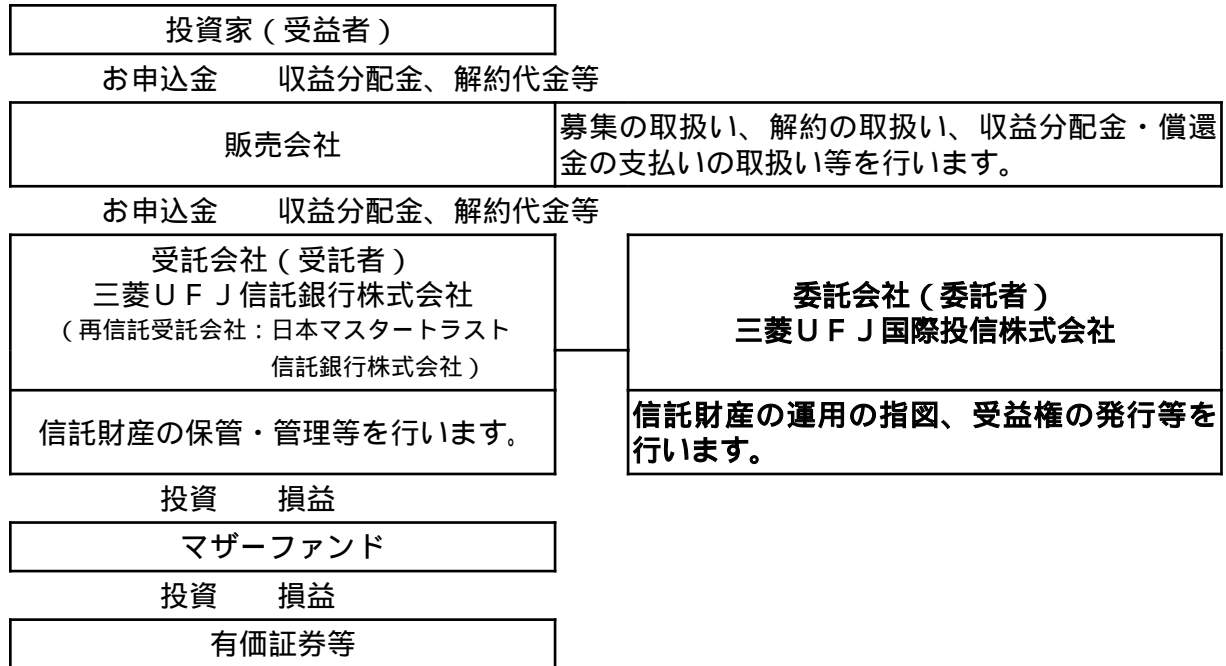 投資家(受益者)
お申込金　　収益分配金、解約代金等
販売会社
募集の取扱い、解約の取扱い、収益分配金・償還
金の支払いの取扱い等を行います。
お申込金　　収益分配金、解約代金等
受託会社(受託者)
三菱UFJ信託銀行株式会社
(再信託受託会社:日本マスタートラスト
信託銀行株式会社)
委託会社(委託者)
三菱UFJ国際投信株式会社
信託財産の保管・管理等を行います。
信託財産の運用の指図、受益権の発行等を
行います。
投資　　損益
マザーファンド
投資　　損益
有価証券等